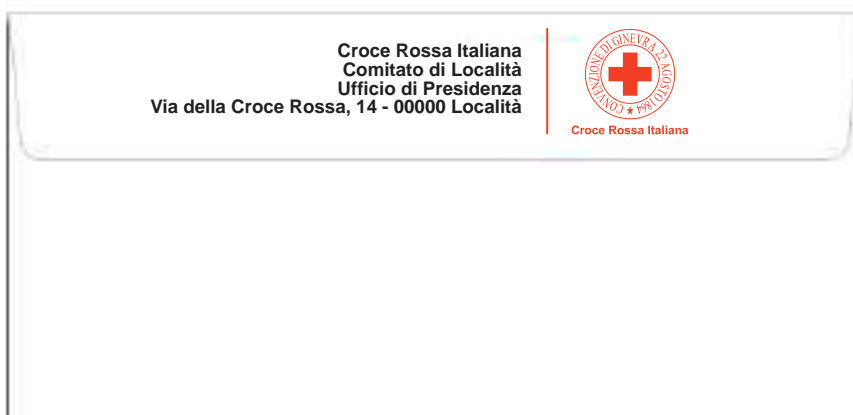 Croce Rossa Italiana
Comitato di Località
Ufficio di Presidenza
Via della Croce Rossa, 14 - 00000 Località
CONVENZIONE DI GINEVRA 22 AGOSTO 1864
Croce Rossa Italiana